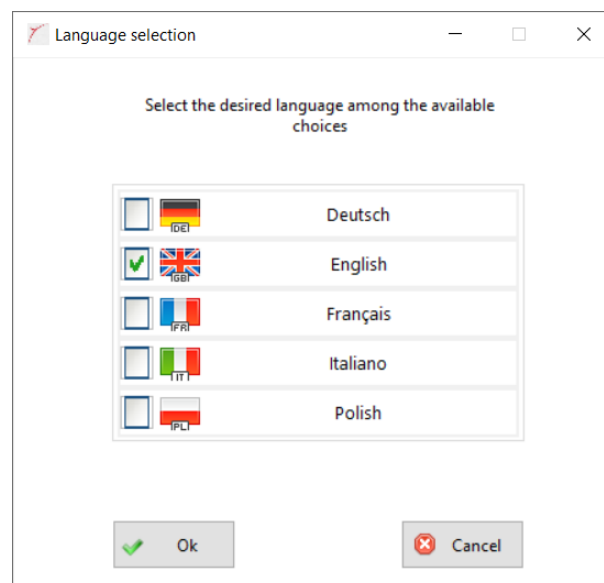 Language selection
Select the desired language among the available
choices
DE Deutsch
GB English
FR Français
IT Italiano
PL Polish
Ok Cancel